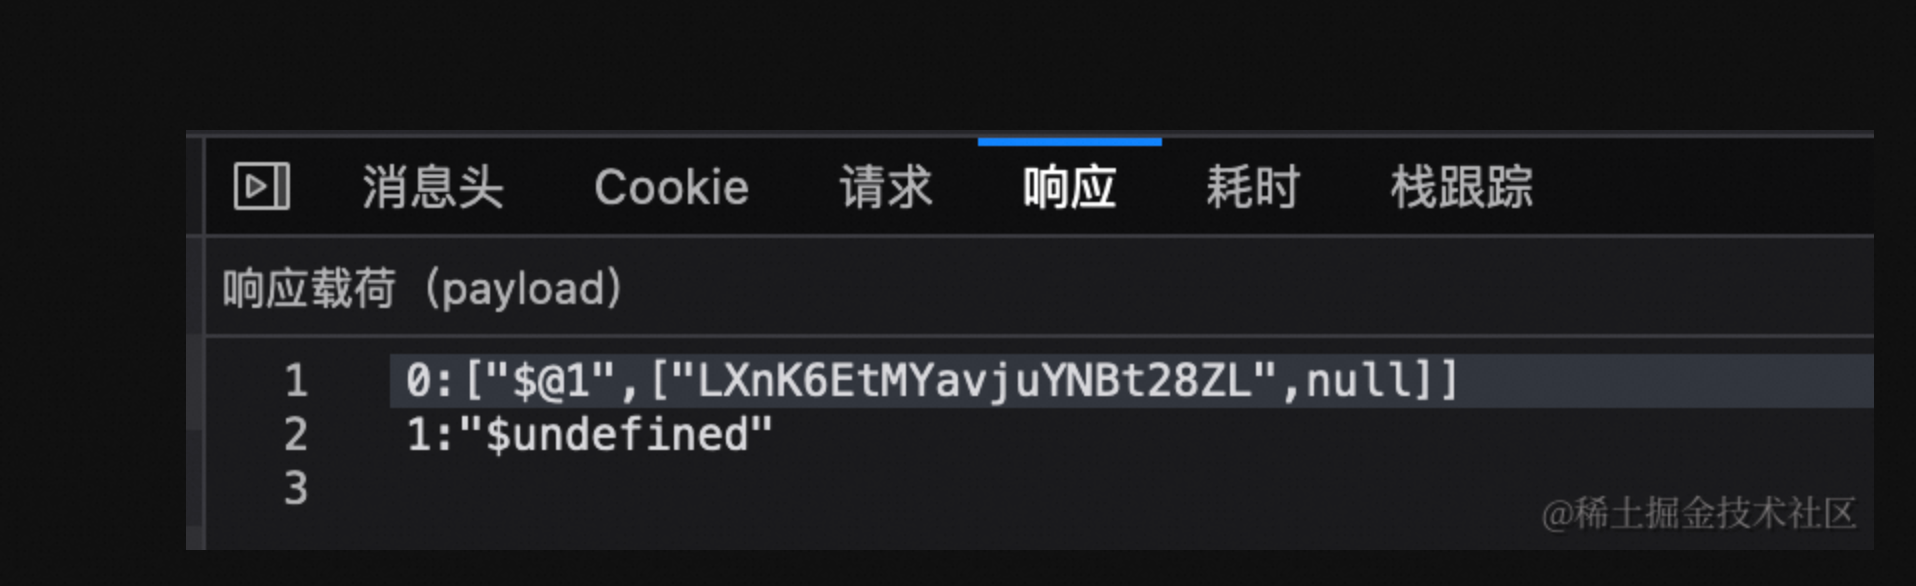 消息头 Cookie 请求 响应 耗时 栈跟踪
响应载荷（payload）
1 0:["$@1",["LXnK6EtMYavjuYNBt28ZL",null]]
2 1:"$undefined"
3
@稀土掘金技术社区